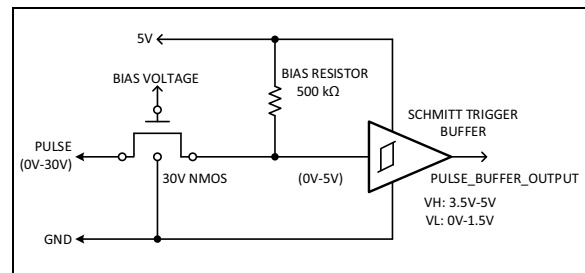 5V
BIAS VOLTAGE
BIAS RESISTOR
500 kΩ
SCHMITT TRIGGER
BUFFER
PULSE
(0V-30V)
30V NMOS
(0V-5V)
PULSE_BUFFER_OUTPUT
VH: 3.5V-5V
VL: 0V-1.5V
GND